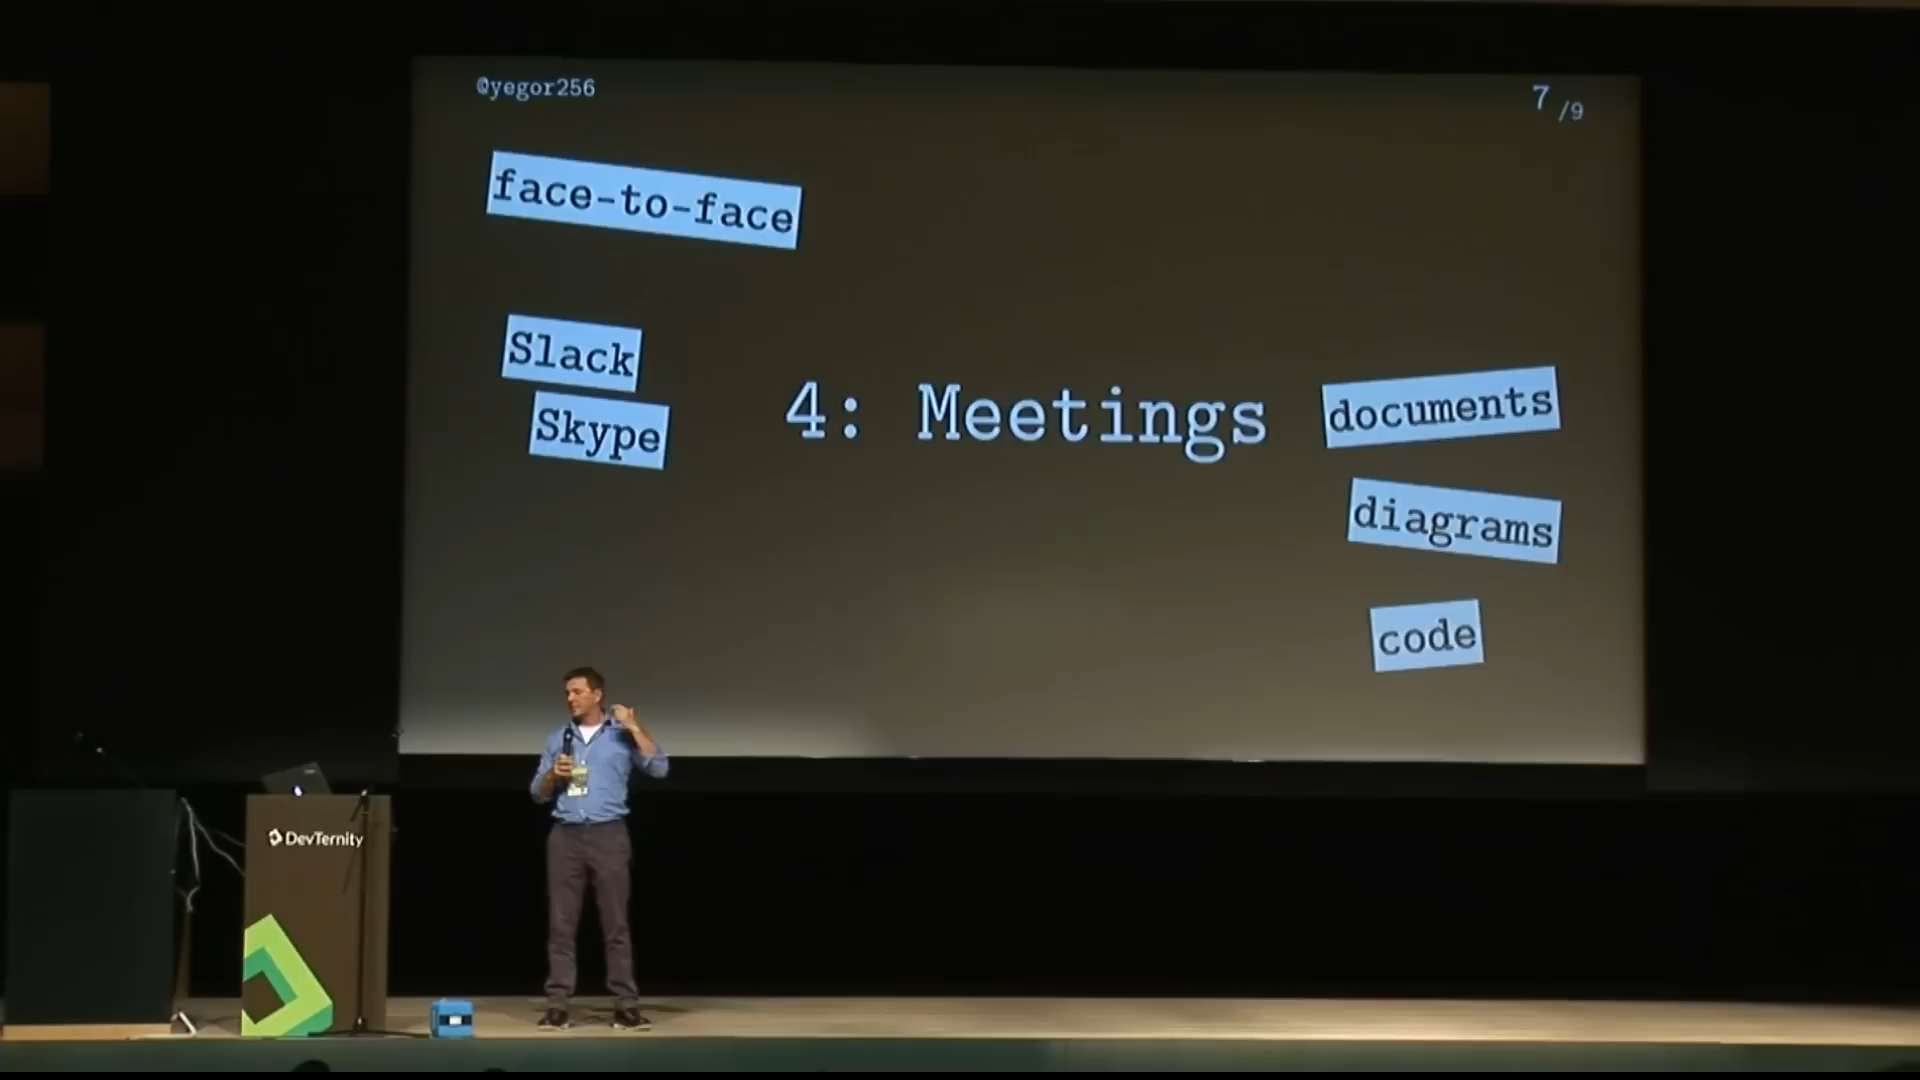 @yegor256
7 /9
face-to-face
Slack
Skype
4: Meetings
documents
diagrams
code
DevTernity